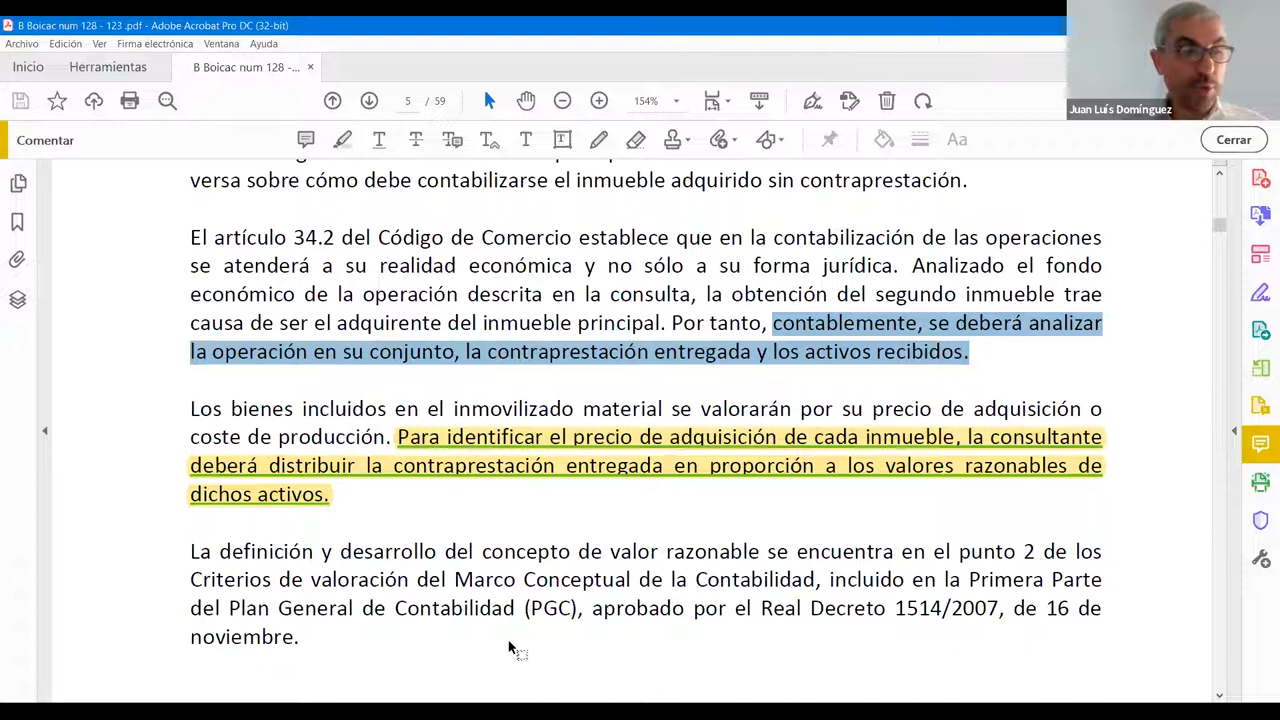 B Boicac num 128 - 123 .pdf - Adobe Acrobat Pro DC (32-bit)
Archivo Edición Ver Firma electrónica Ventana Ayuda
Inicio Herramientas B Boicac num 128 -... ×
5 / 59 154%
Juan Luís Domínguez
Comentar Aa Cerrar
versa sobre cómo debe contabilizarse el inmueble adquirido sin contraprestación.
El artículo 34.2 del Código de Comercio establece que en la contabilización de las operaciones
se atenderá a su realidad económica y no sólo a su forma jurídica. Analizado el fondo
económico de la operación descrita en la consulta, la obtención del segundo inmueble trae
causa de ser el adquirente del inmueble principal. Por tanto, contablemente, se deberá analizar
la operación en su conjunto, la contraprestación entregada y los activos recibidos.
Los bienes incluidos en el inmovilizado material se valorarán por su precio de adquisición o
coste de producción. Para identificar el precio de adquisición de cada inmueble, la consultante
deberá distribuir la contraprestación entregada en proporción a los valores razonables de
dichos activos.
La definición y desarrollo del concepto de valor razonable se encuentra en el punto 2 de los
Criterios de valoración del Marco Conceptual de la Contabilidad, incluido en la Primera Parte
del Plan General de Contabilidad (PGC), aprobado por el Real Decreto 1514/2007, de 16 de
noviembre.